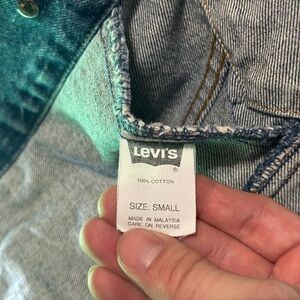 Levi's
®
100% COTTON
SIZE: SMALL
MADE IN MALAYSIA
CARE ON REVERSE